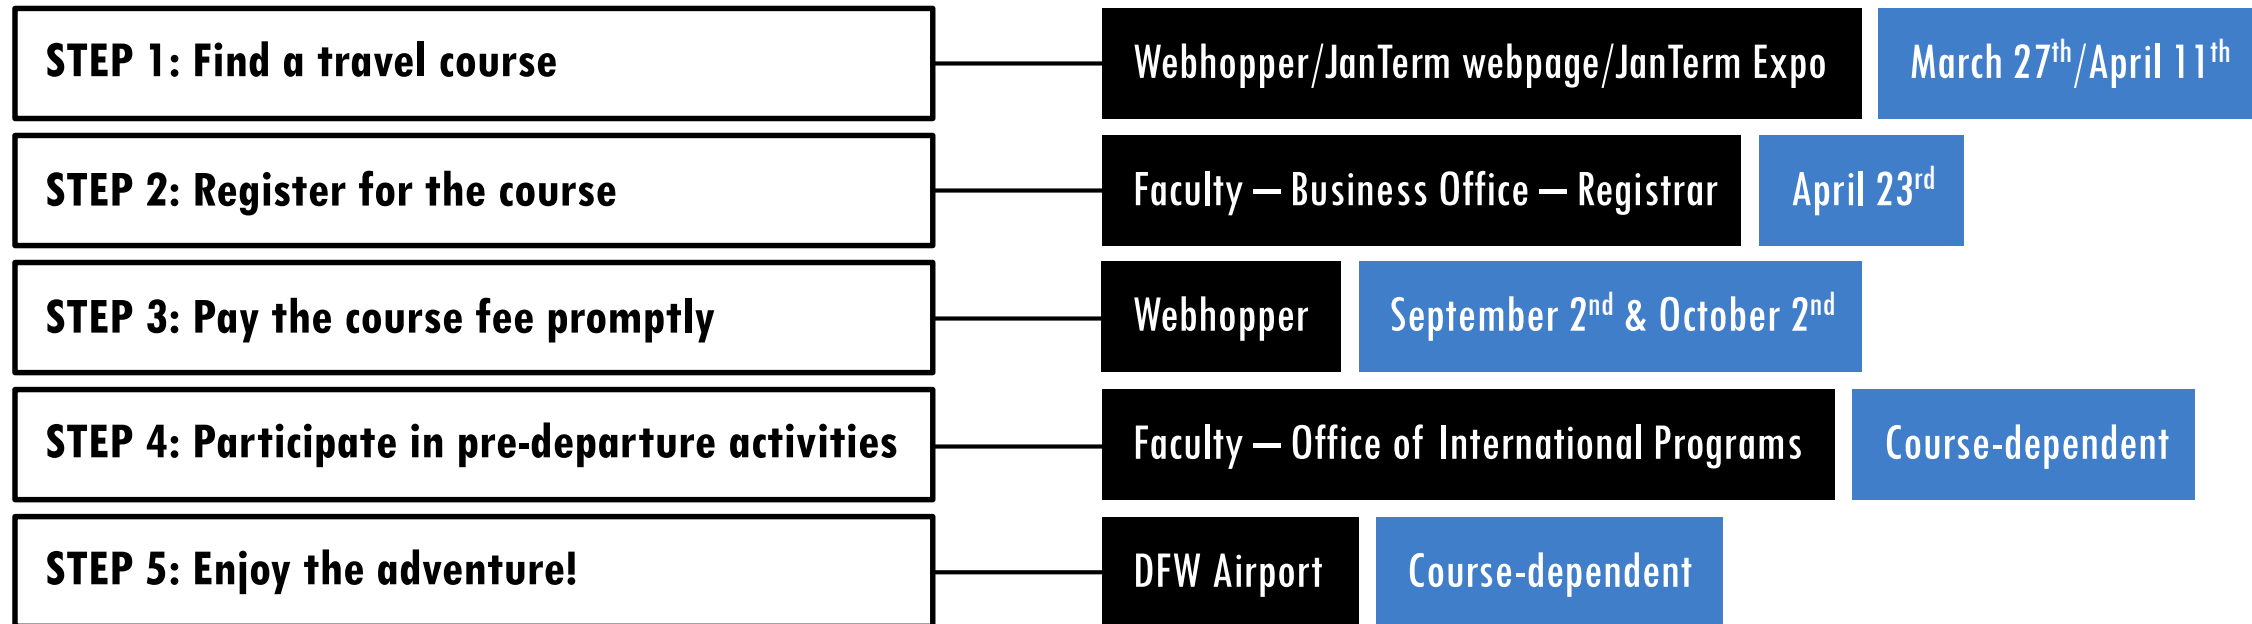 STEP 1: Find a travel course
Webhopper/JanTerm webpage/JanTerm Expo
March 27th/April 11th
STEP 2: Register for the course
Faculty — Business Office — Registrar
April 23rd
STEP 3: Pay the course fee promptly
Webhopper
September 2nd & October 2nd
STEP 4: Participate in pre-departure activities
Faculty — Office of International Programs
Course-dependent
STEP 5: Enjoy the adventure!
DFW Airport
Course-dependent